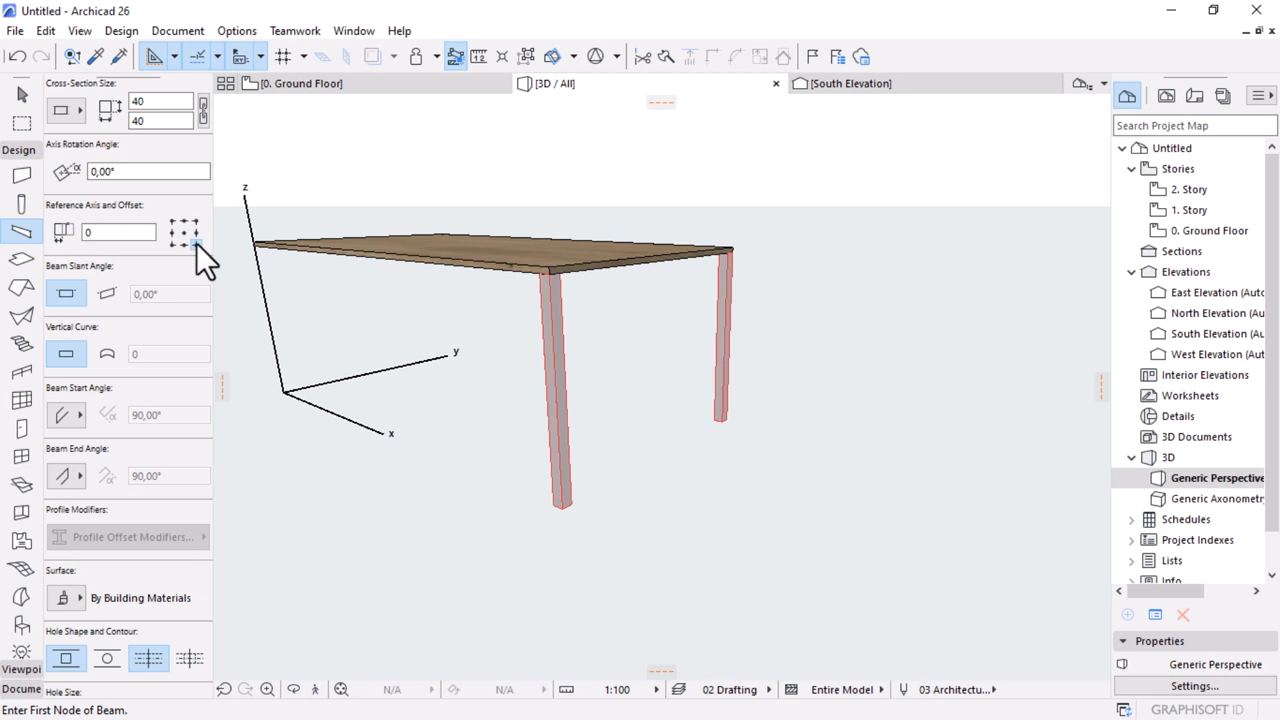 Untitled - Archicad 26
File Edit View Design Document Options Teamwork Window Help
[0. Ground Floor]
[3D / All]
[South Elevation]
Cross-Section Size:
40
40
Axis Rotation Angle:
0,00°
Reference Axis and Offset:
0
Beam Slant Angle:
0,00°
Vertical Curve:
0
Beam Start Angle:
90,00°
Beam End Angle:
90,00°
Profile Modifiers:
Profile Offset Modifiers...
Surface:
By Building Materials
Hole Shape and Contour:
Hole Size:
Design
Viewpoi
Docume
z
y
x
Search Project Map
Untitled
Stories
2. Story
1. Story
0. Ground Floor
Sections
Elevations
East Elevation (Auto
North Elevation (Au
South Elevation (Au
West Elevation (Aut
Interior Elevations
Worksheets
Details
3D Documents
3D
Generic Perspective
Generic Axonometr
Schedules
Project Indexes
Lists
Info
Properties
Generic Perspective
Settings...
N/A
N/A
1:100
02 Drafting
Entire Model
03 Architectu...
Enter First Node of Beam.
GRAPHISOFT ID